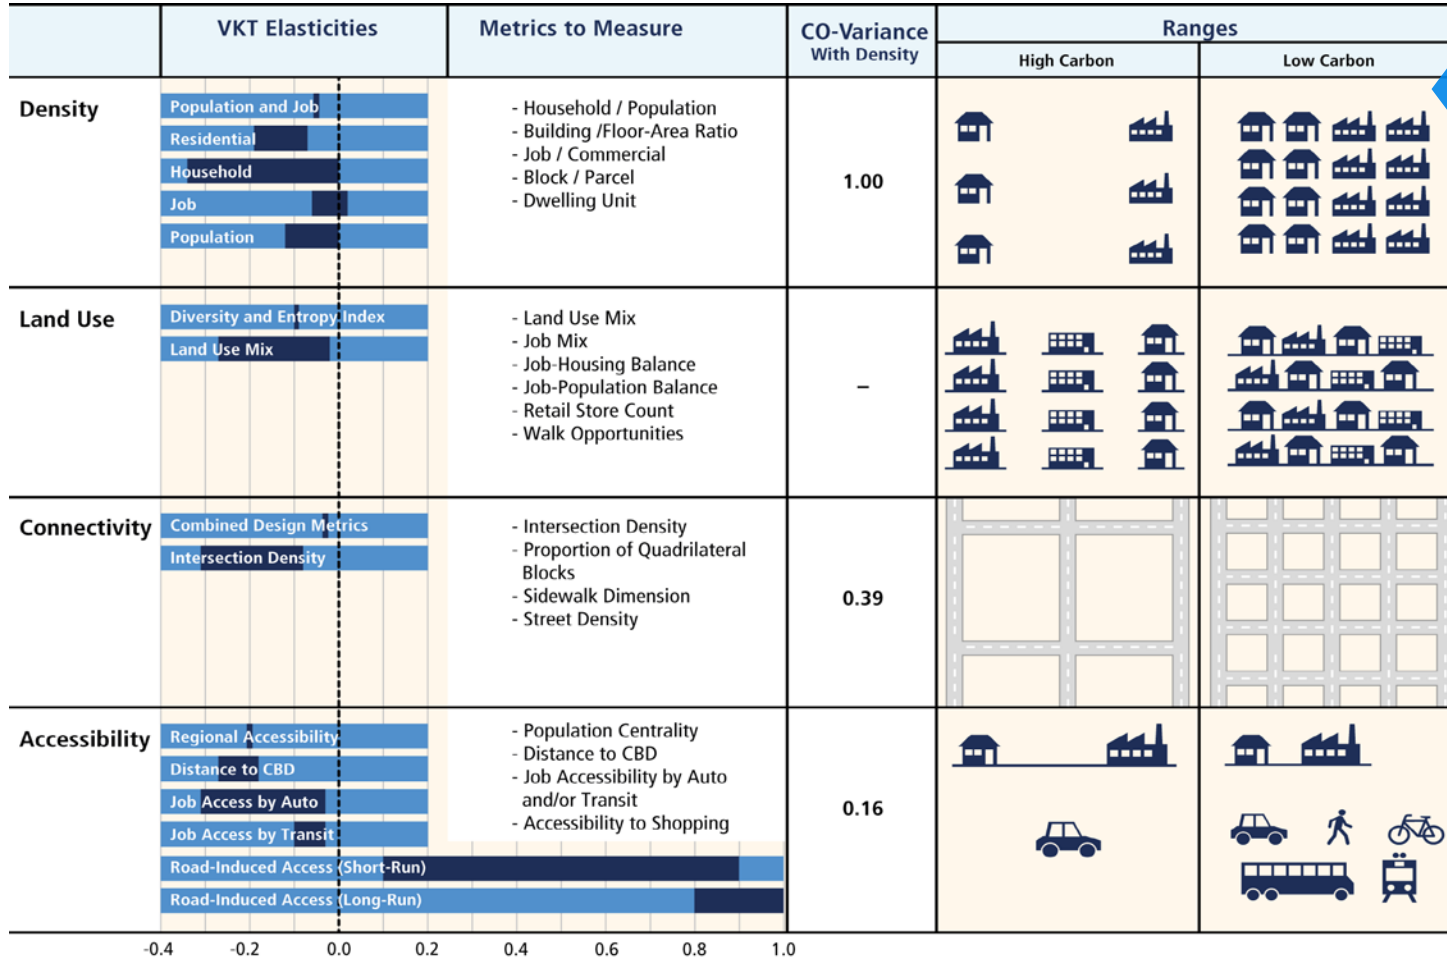 VKT Elasticities
Metrics to Measure
CO-Variance
With Density
Ranges
High Carbon
Low Carbon
Density
Population and Job
Residential
Household
Job
Population
- Household / Population
- Building /Floor-Area Ratio
- Job / Commercial
- Block / Parcel
- Dwelling Unit
1.00
Land Use
Diversity and Entropy Index
Land Use Mix
- Land Use Mix
- Job Mix
- Job-Housing Balance
- Job-Population Balance
- Retail Store Count
- Walk Opportunities
–
Connectivity
Combined Design Metrics
Intersection Density
- Intersection Density
- Proportion of Quadrilateral
Blocks
- Sidewalk Dimension
- Street Density
0.39
Accessibility
Regional Accessibility
Distance to CBD
Job Access by Auto
Job Access by Transit
Road-Induced Access (Short-Run)
Road-Induced Access (Long-Run)
- Population Centrality
- Distance to CBD
- Job Accessibility by Auto
and/or Transit
- Accessibility to Shopping
0.16
-0.4 -0.2 0.0 0.2 0.4 0.6 0.8 1.0